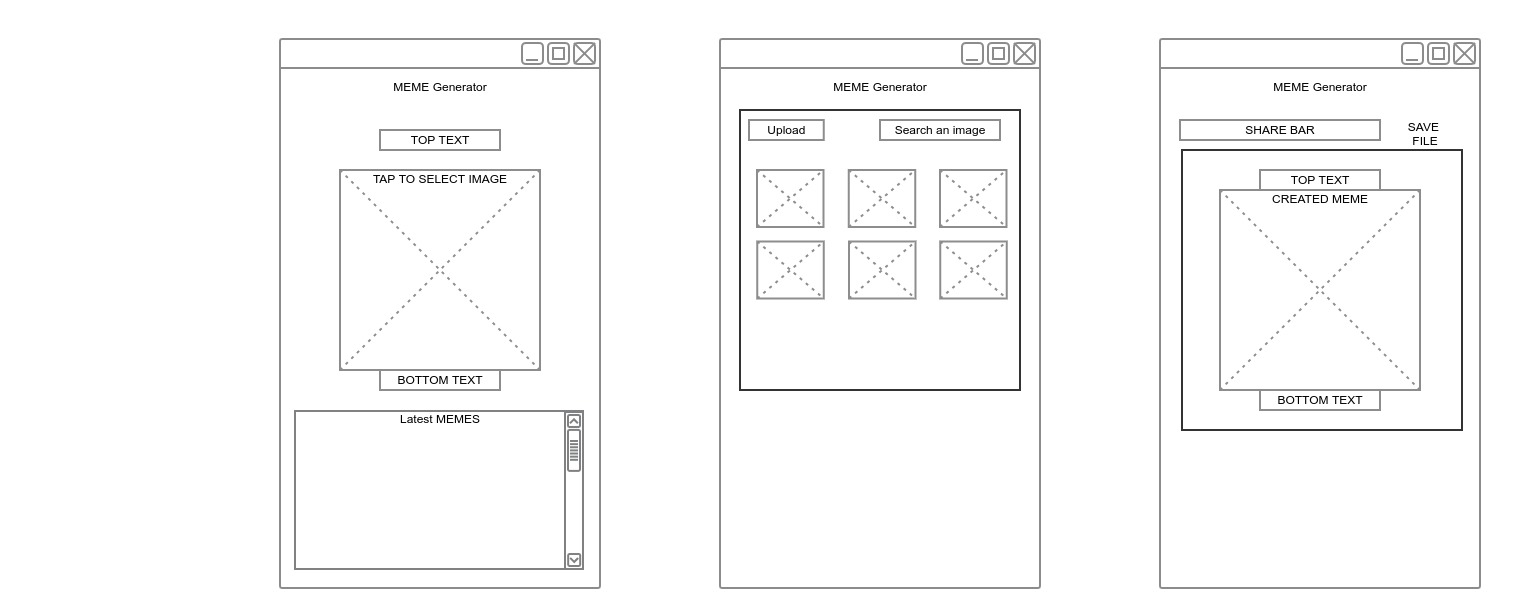 MEME Generator
TOP TEXT
TAP TO SELECT IMAGE
BOTTOM TEXT
Latest MEMES
MEME Generator
Upload
Search an image
MEME Generator
SHARE BAR
SAVE
FILE
TOP TEXT
CREATED MEME
BOTTOM TEXT